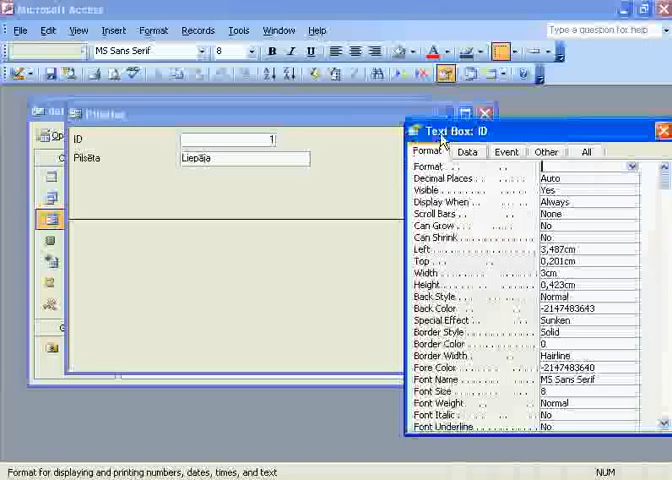 Microsoft Access
File Edit View Insert Format Records Tools Window Help
Type a question for help
MS Sans Serif 8 B I U A
Pilsētas
Text Box: ID
Format Data Event Other All
ID 1
Pilsēta Liepāja
Format
Decimal Places Auto
Visible Yes
Display When Always
Scroll Bars None
Can Grow No
Can Shrink No
Left 3,487cm
Top 0,201cm
Width 3cm
Height 0,423cm
Back Style Normal
Back Color -2147483643
Special Effect Sunken
Border Style Solid
Border Color 0
Border Width Hairline
Fore Color -2147483640
Font Name MS Sans Serif
Font Size 8
Font Weight Normal
Font Italic No
Font Underline No
Format for displaying and printing numbers, dates, times, and text
NUM